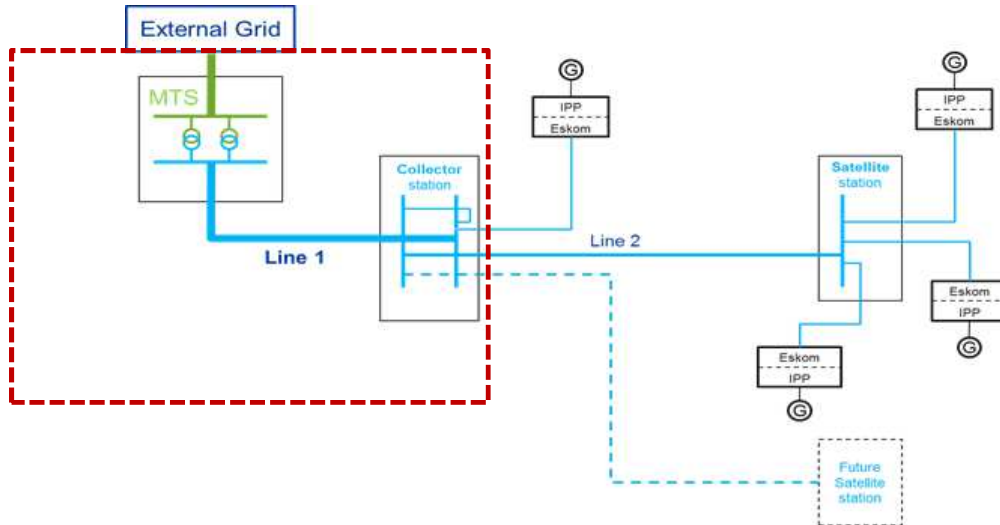 External Grid
MTS
G
IPP
Eskom
Collector
station
Line 1
Line 2
Satellite
station
G
IPP
Eskom
Eskom
IPP
G
Eskom
IPP
G
Future
Satellite
station